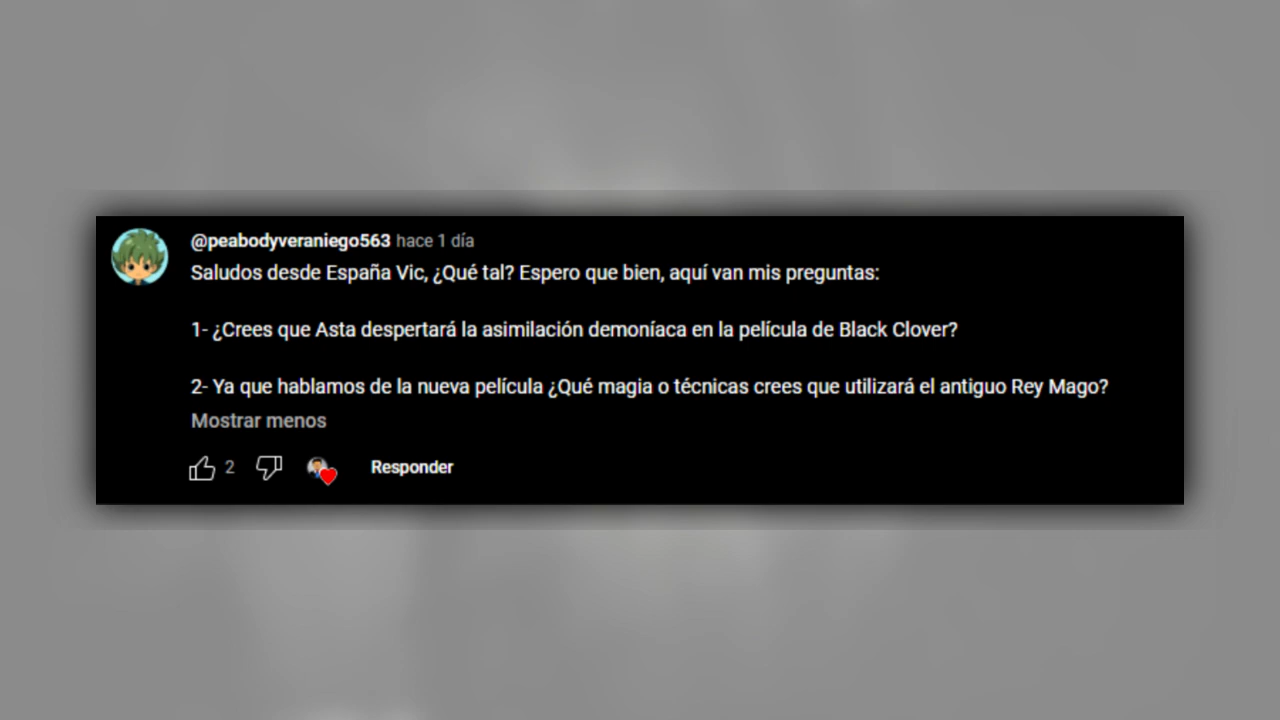 @peabodyveraniego563 hace 1 día
Saludos desde España Vic, ¿Qué tal? Espero que bien, aquí van mis preguntas:
1- ¿Crees que Asta despertará la asimilación demoníaca en la película de Black Clover?
2- Ya que hablamos de la nueva película ¿Qué magia o técnicas crees que utilizará el antiguo Rey Mago?
Mostrar menos
2 Responder